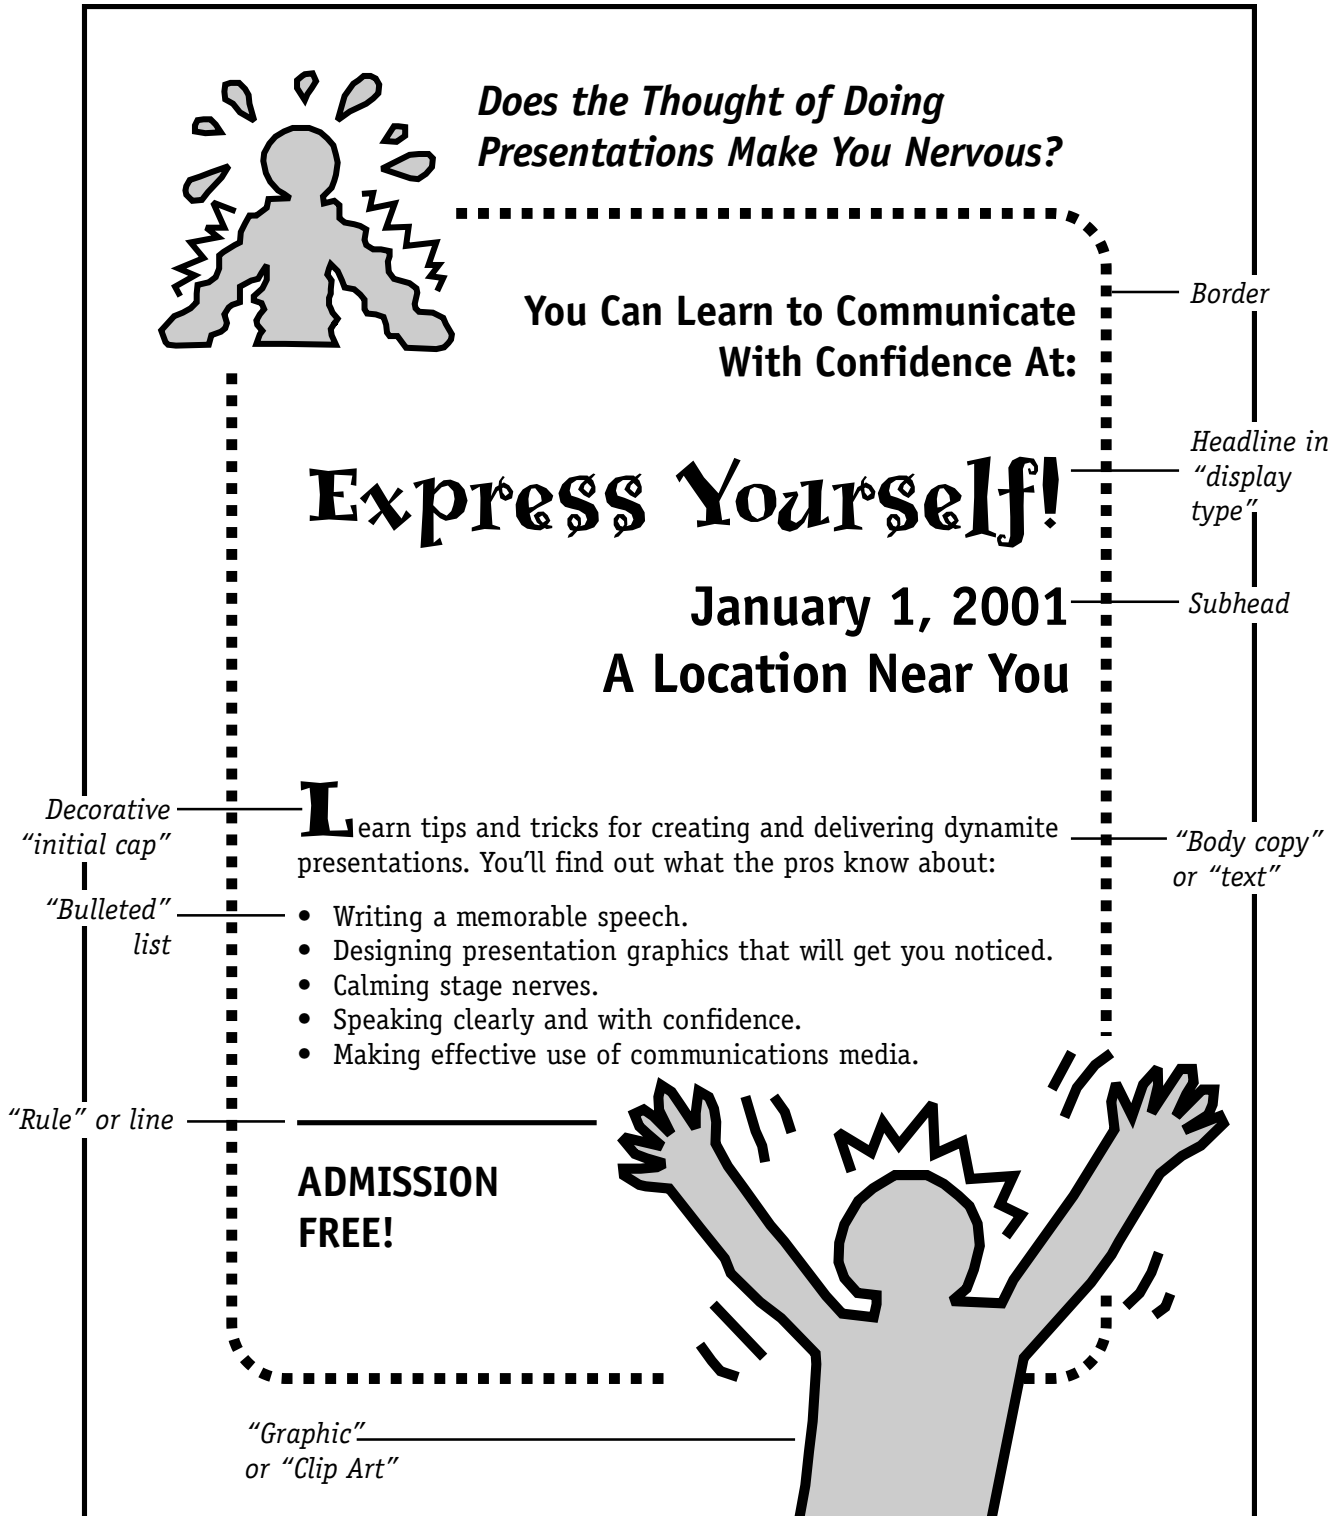 Does the Thought of Doing
Presentations Make You Nervous?
You Can Learn to Communicate
With Confidence At:
Border
Express Yourself!
Headline in
“display
type”
January 1, 2001
A Location Near You
Subhead
Decorative
“initial cap”
Learn tips and tricks for creating and delivering dynamite
presentations. You’ll find out what the pros know about:
“Body copy”
or “text”
“Bulleted”
list
• Writing a memorable speech.
• Designing presentation graphics that will get you noticed.
• Calming stage nerves.
• Speaking clearly and with confidence.
• Making effective use of communications media.
“Rule” or line
ADMISSION
FREE!
“Graphic”
or “Clip Art”